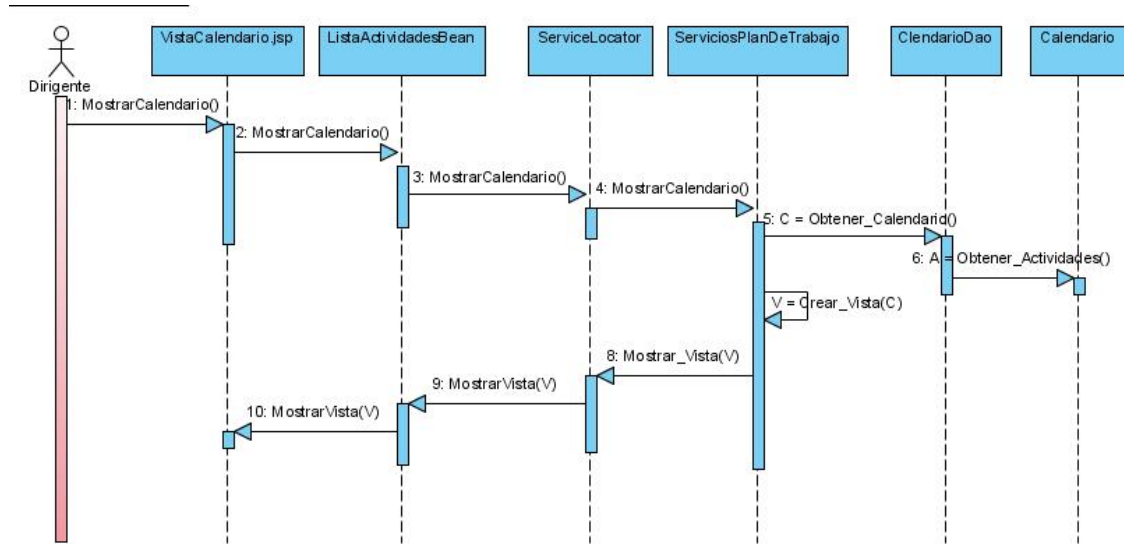 VistaCalendario.jsp
ListaActividadesBean
ServiceLocator
ServiciosPlanDeTrabajo
ClendarioDao
Calendario
Dirigente
1: MostrarCalendario()
2: MostrarCalendario()
3: MostrarCalendario()
4: MostrarCalendario()
5: C = Obtener_Calendario()
6: A = Obtener_Actividades()
V = Crear_Vista(C)
8: Mostrar_Vista(V)
9: MostrarVista(V)
10: MostrarVista(V)